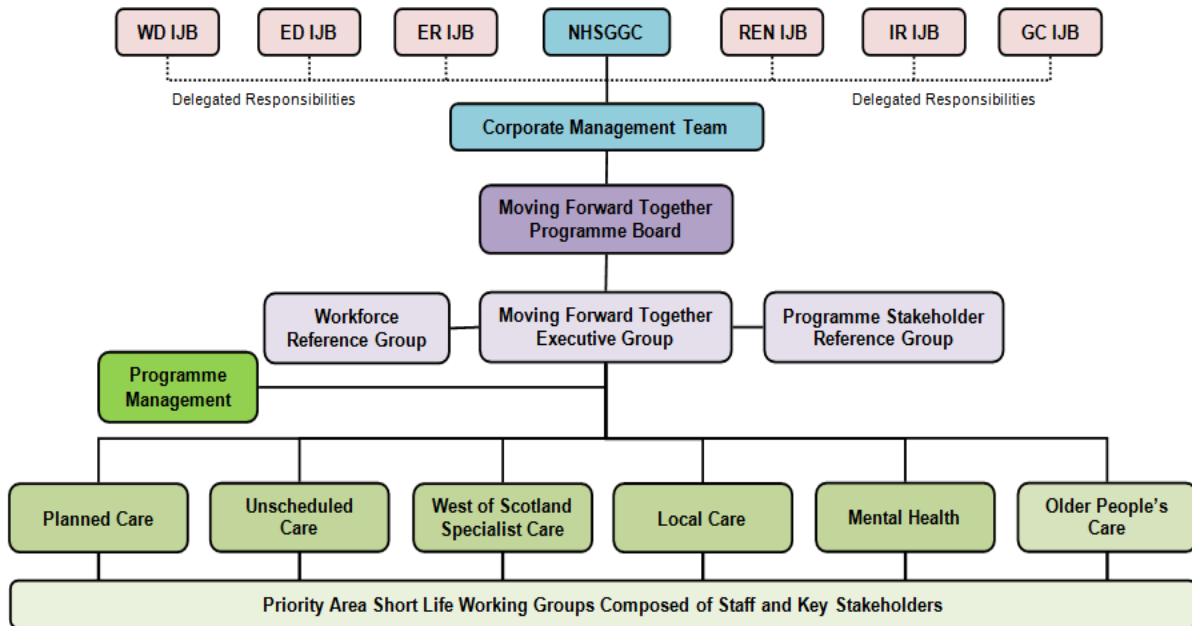 WD IJB
ED IJB
ER IJB
NHSGGC
REN IJB
IR IJB
GC IJB
Delegated Responsibilities
Delegated Responsibilities
Corporate Management Team
Moving Forward Together
Programme Board
Workforce
Reference Group
Moving Forward Together
Executive Group
Programme Stakeholder
Reference Group
Programme
Management
Planned Care
Unscheduled
Care
West of Scotland
Specialist Care
Local Care
Mental Health
Older People’s
Care
Priority Area Short Life Working Groups Composed of Staff and Key Stakeholders